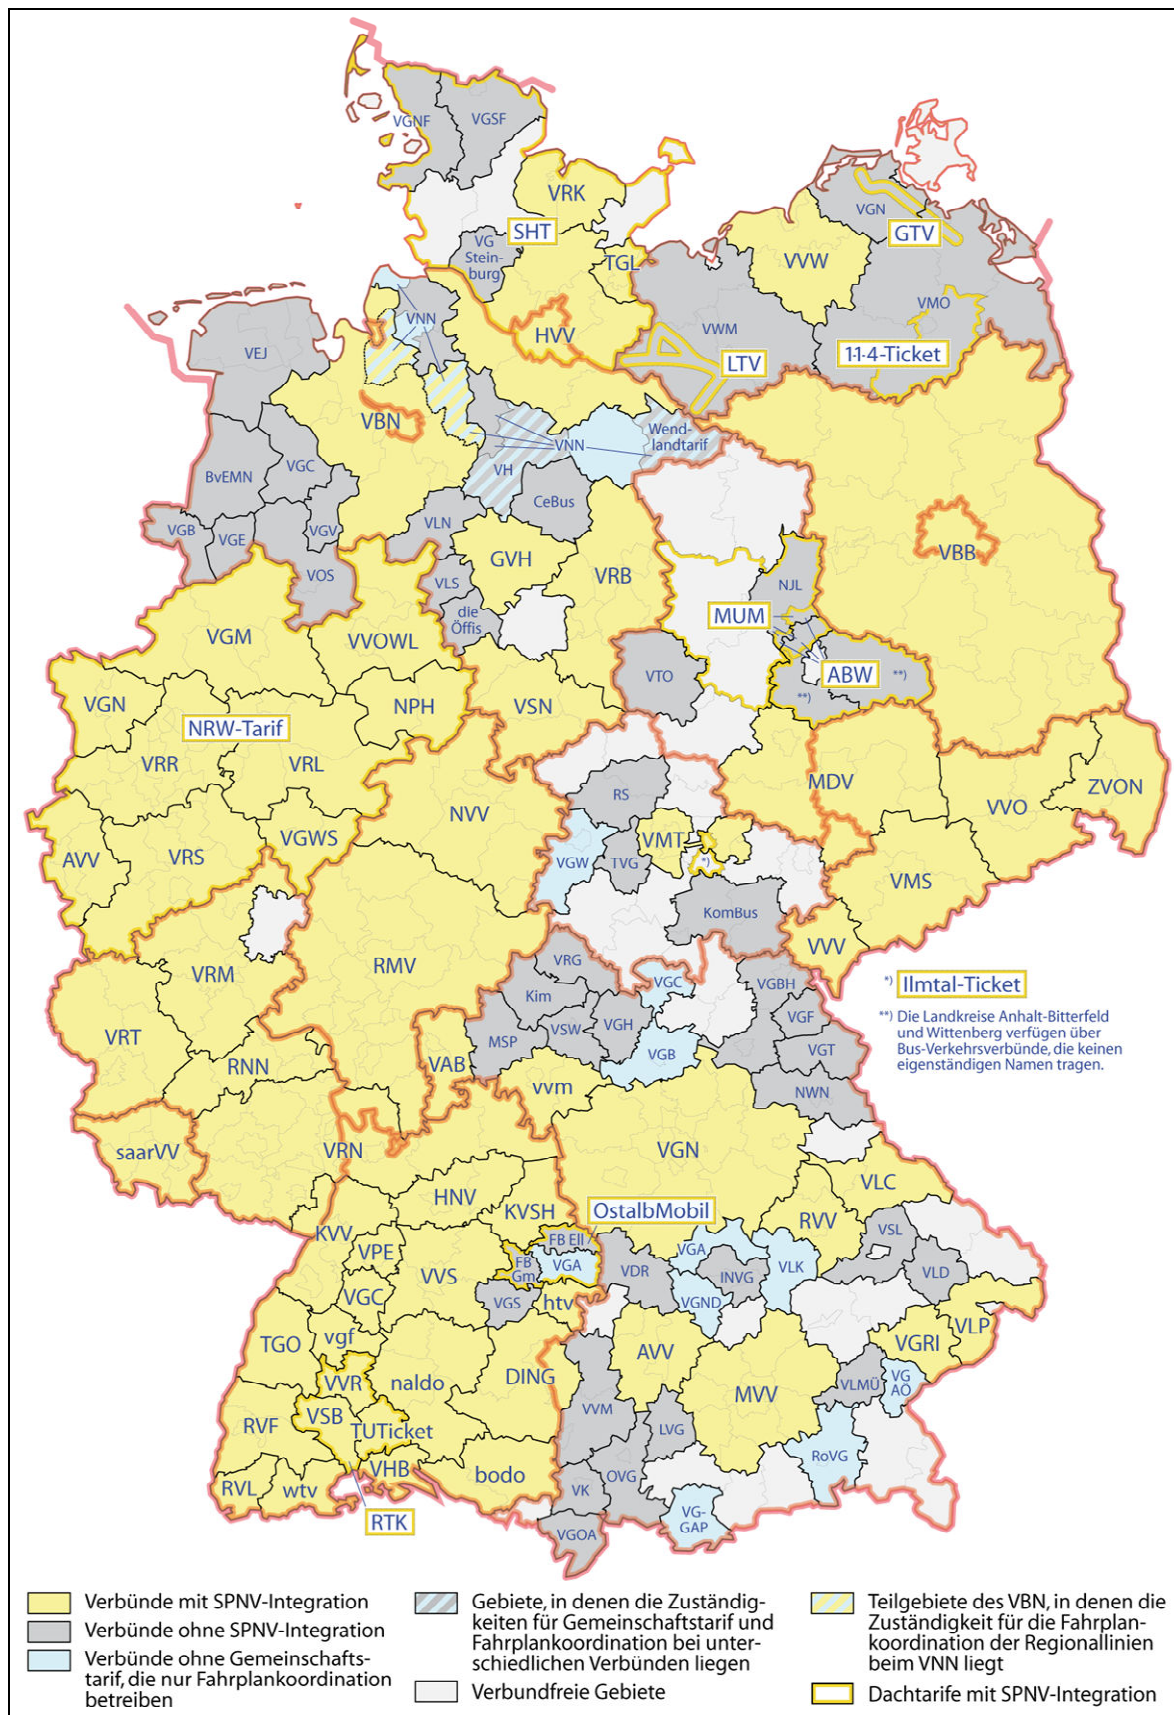 VGNF
VGSF
VRK
SHT
VG
Stein-
burg
TGL
VGN
GTV
VVW
VMO
VNN
HVV
VWM
LTV
11-4-Ticket
VEJ
VBN
Wend-
landtarif
VNN
BvEMN
VGC
VH
CeBus
VGB
VGE
VGV
VLN
VBB
VOS
GVH
VRB
VLS
NJL
die
Öffis
MUM
VGM
VVOWL
ABW
**)
**)
VTO
VGN
NPH
VSN
NRW-Tarif
VRR
VRL
MDV
VVO
ZVON
RS
NVV
AVV
VRS
VGWS
VGW
TVG
VMT
*)
VMS
KomBus
VVV
VRM
RMV
VRG
VGC
VGBH
Kim
*) Ilmtal-Ticket
VRT
MSP
VSW
VGH
VGF
**) Die Landkreise Anhalt-Bitterfeld
und Wittenberg verfügen über
Bus-Verkehrsverbünde, die keinen
eigenständigen Namen tragen.
RNN
VAB
VGB
VGT
vvm
NWN
saarVV
VRN
VGN
HNV
VLC
KVSH
OstalbMobil
RVV
KVV
VPE
VVS
FB Ell
FB
Gm
VGA
VGA
VSL
VDR
INVG
VLK
VLD
VGC
VGS
htv
VGND
TGO
vgf
VGRI
VLP
VVR
naldo
DING
AVV
MVV
VLMÜ
VG
AÖ
RVF
VSB
TUTicket
VVM
LVG
RoVG
RVL
wtv
VHB
bodo
VK
OVG
RTK
VGOA
VG-
GAP
Verbünde mit SPNV-Integration
Verbünde ohne SPNV-Integration
Verbünde ohne Gemeinschafts-
tarif, die nur Fahrplankoordination
betreiben
Gebiete, in denen die Zuständig-
keiten für Gemeinschaftstarif und
Fahrplankoordination bei unter-
schiedlichen Verbünden liegen
Verbundfreie Gebiete
Teilgebiete des VBN, in denen die
Zuständigkeit für die Fahrplan-
koordination der Regionallinien
beim VNN liegt
Dachtarife mit SPNV-Integration